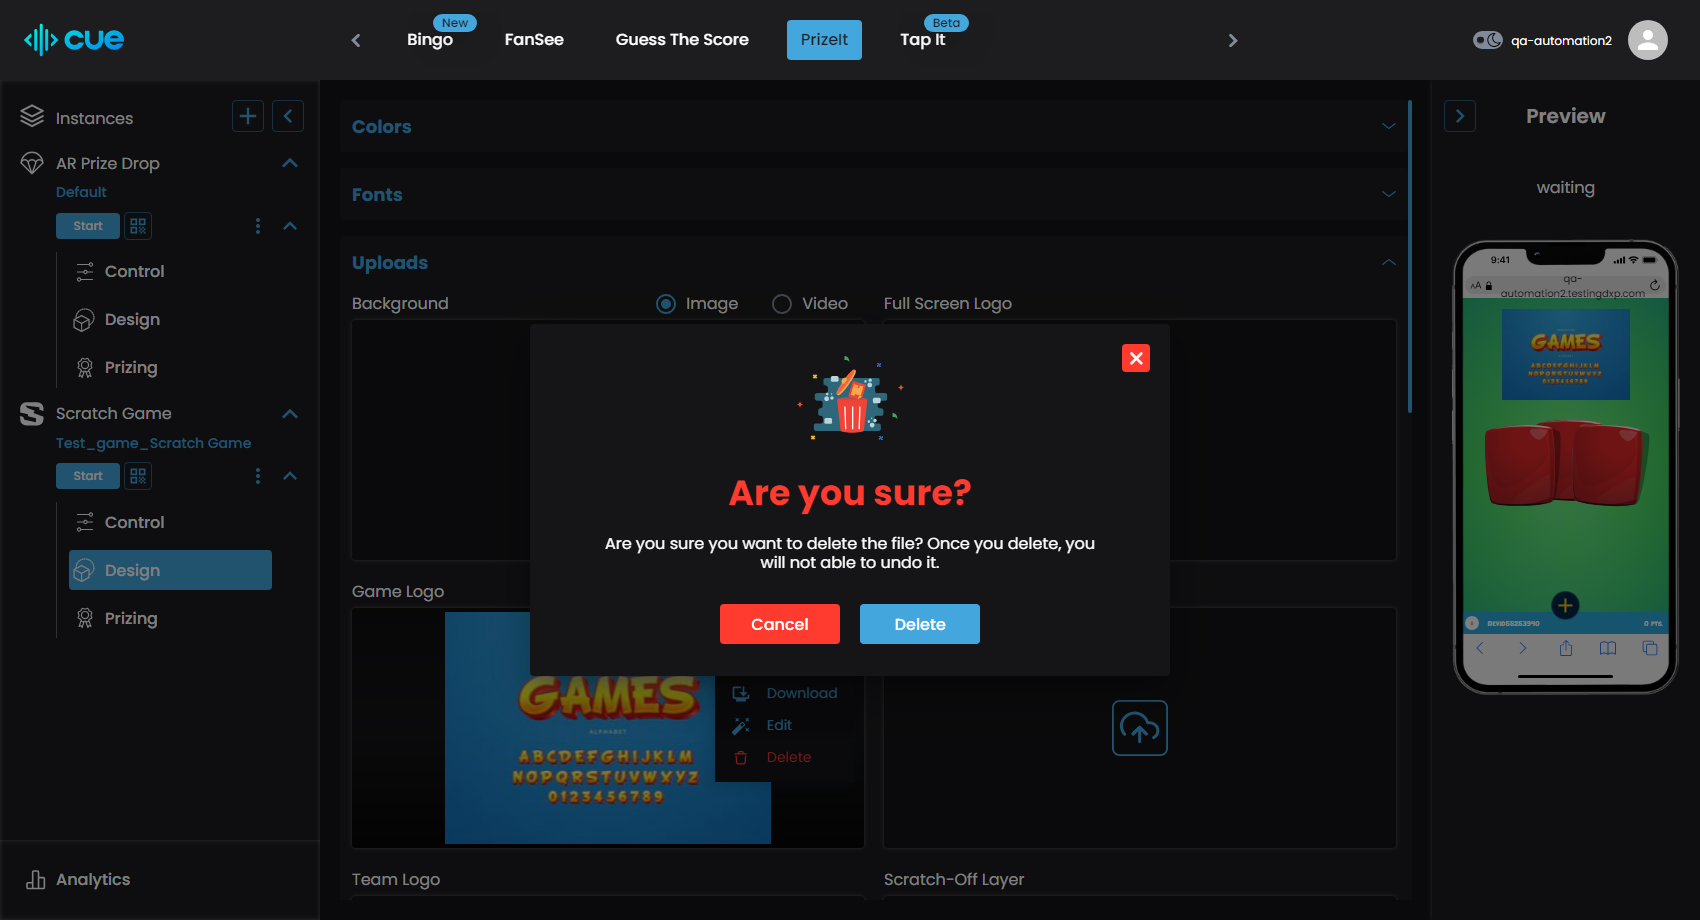 cue
New
Bingo
FanSee
Guess The Score
PrizeIt
Beta
Tap It
qa-automation2
Instances
AR Prize Drop
Default
Start
Control
Design
Prizing
Scratch Game
Test_game_Scratch Game
Start
Control
Design
Prizing
Analytics
Colors
Fonts
Uploads
Background
Image
Video
Full Screen Logo
Are you sure?
Are you sure you want to delete the file? Once you delete, you
will not able to undo it.
Cancel
Delete
Game Logo
GAMES
ALPHABET
ABCDEFGHIJKLM
NOPQRSTUVWXYZ
0123456789
Download
Edit
Delete
Team Logo
Scratch-Off Layer
Preview
waiting
9:41
AA
qa-
automation2.testingdxp.com
GAMES
ABCDEFGHIJKLM
NOPQRSTUVWXYZ
0123456789
0 PTS.